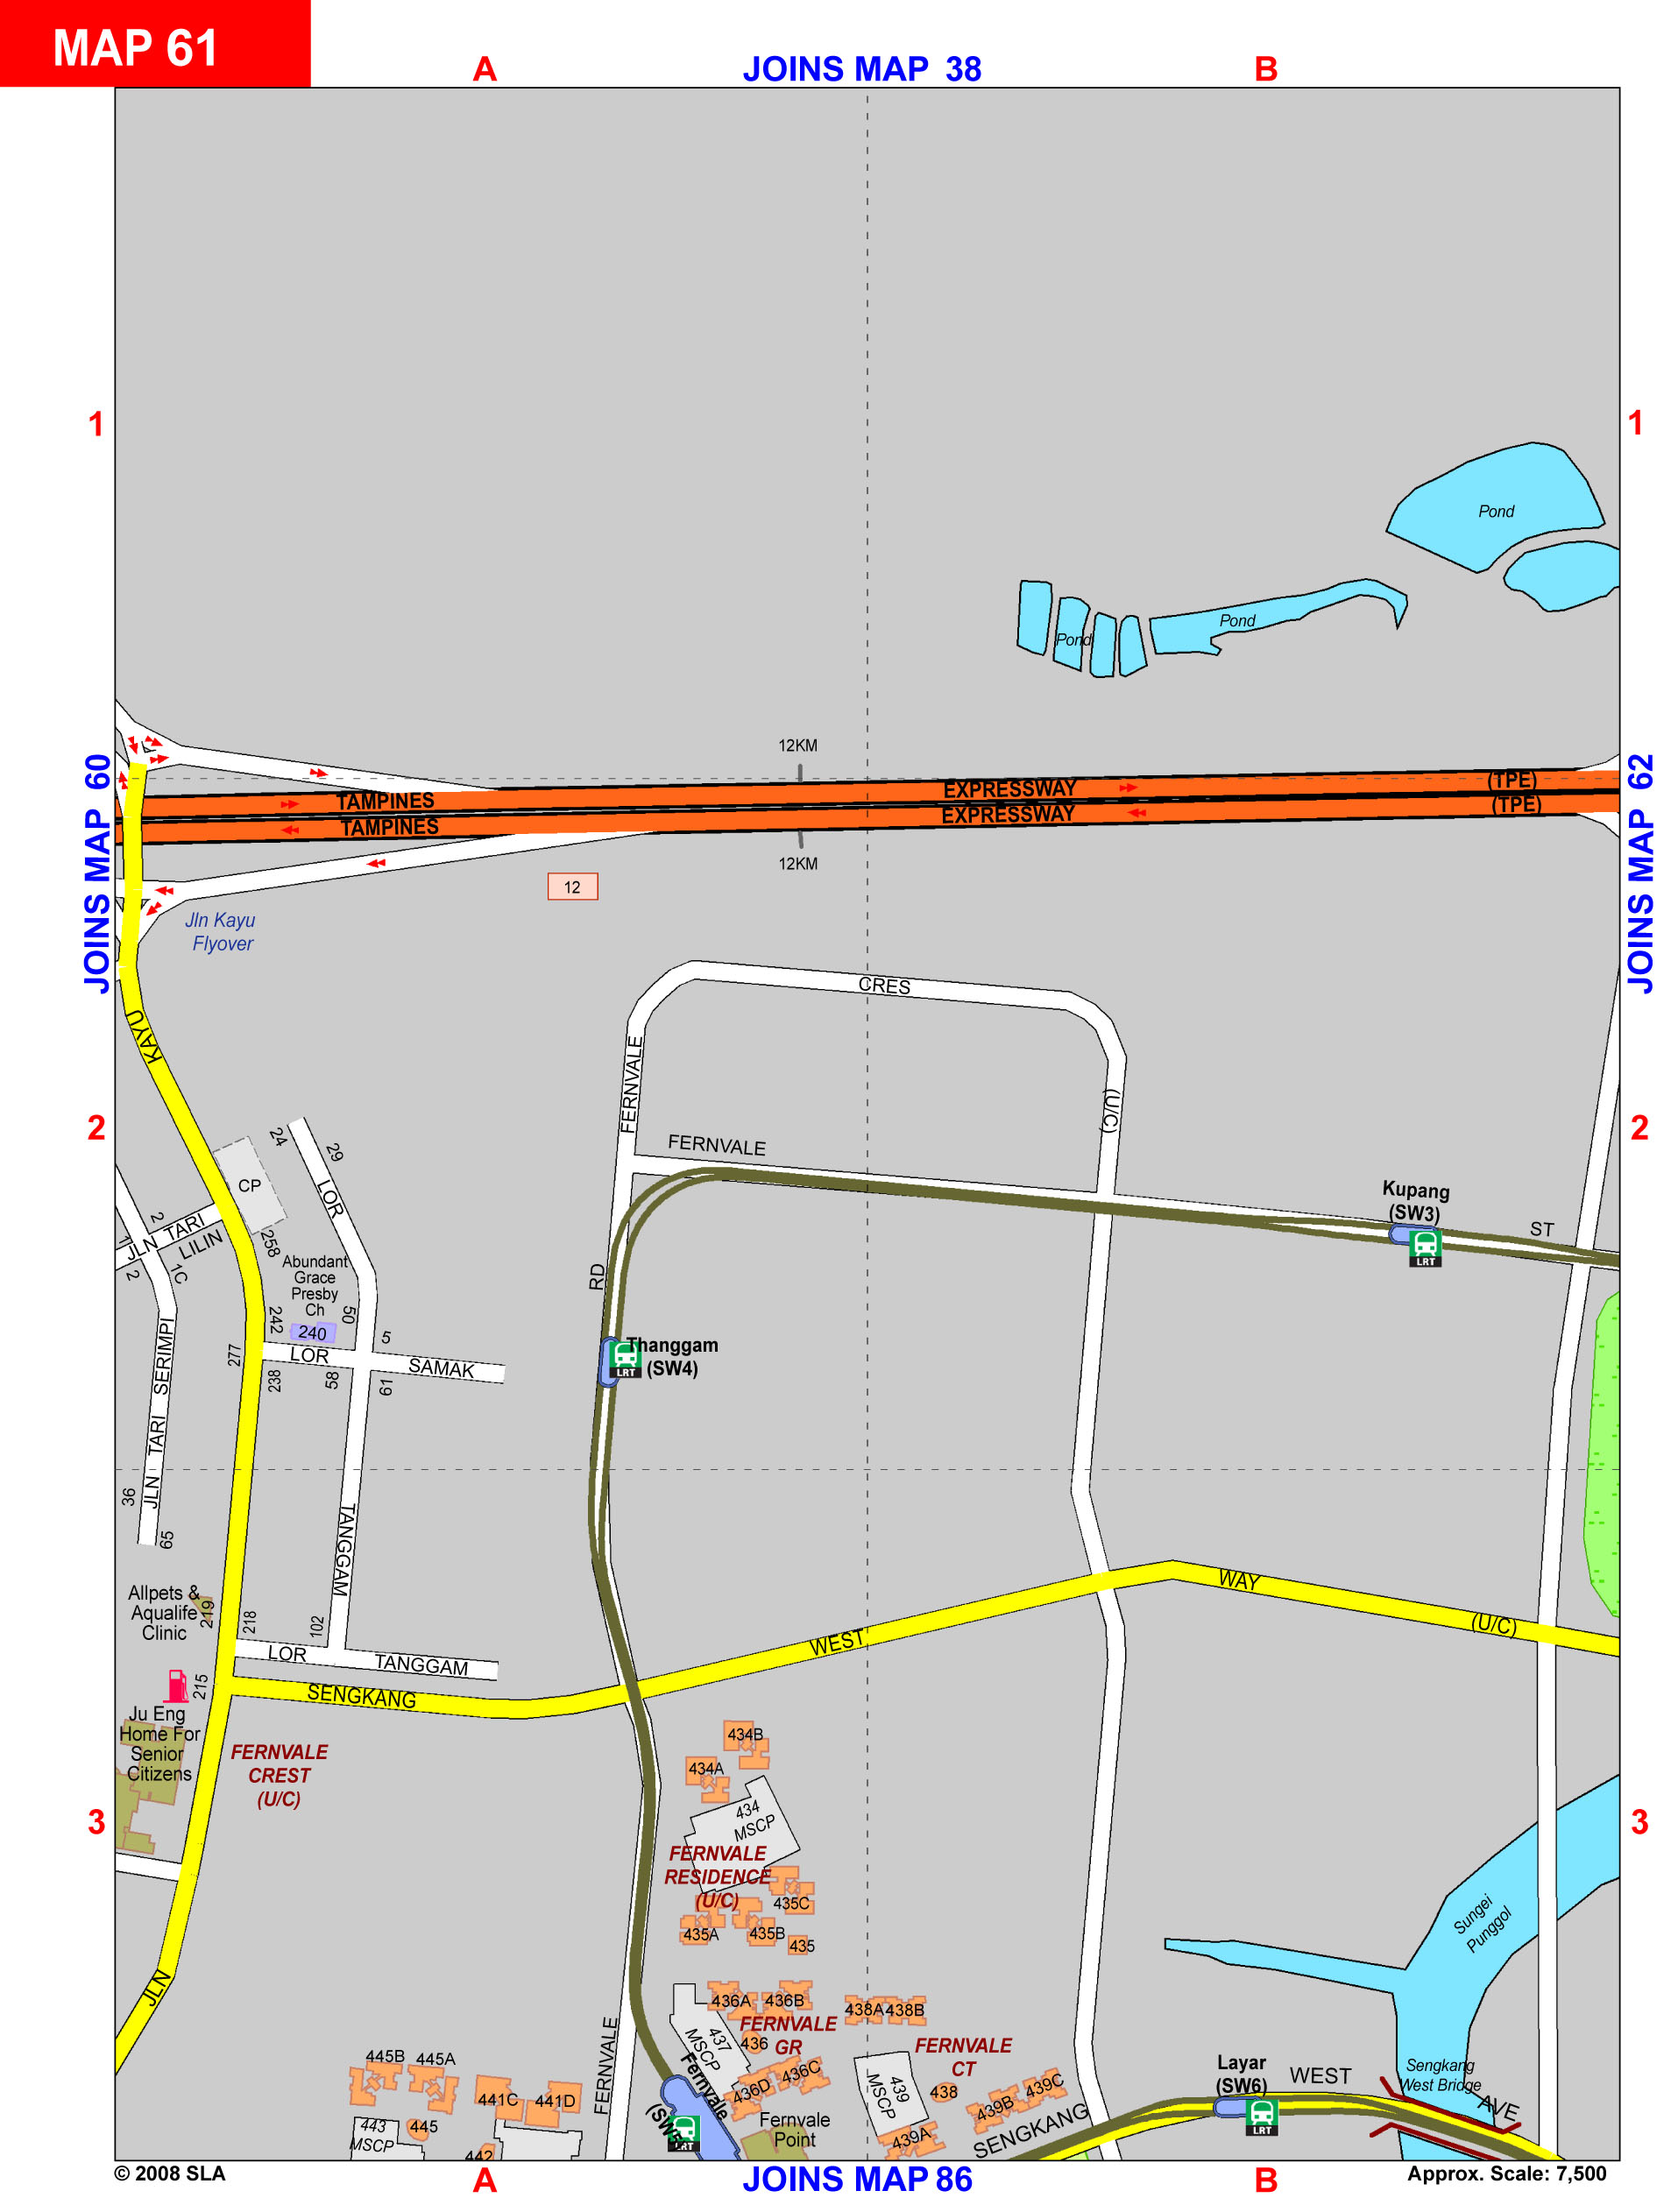 MAP 61
A
JOINS MAP 38
B
1
1
Pond
Pond
Pond
12KM
JOINS MAP 60
JOINS MAP 62
TAMPINES
EXPRESSWAY
(TPE)
TAMPINES
EXPRESSWAY
(TPE)
12KM
12
Jln Kayu
Flyover
CRES
KAYU
FERNVALE
(U/C)
2
2
24
29
FERNVALE
CP
LOR
Kupang
(SW3)
LRT
ST
2
JLN TARI
LILIN
1
2
1C
258
Abundant
Grace
Presby
Ch
240
242
50
RD
5
277
LOR
SAMAK
238
58
61
Thanggam
(SW4)
LRT
JLN TARI SERIMPI
36
65
TANGGAM
Allpets &
Aqualife
Clinic
219
218
102
LOR
TANGGAM
WAY
(U/C)
WEST
215
SENGKANG
Ju Eng
Home For
Senior
Citizens
FERNVALE
CREST
(U/C)
434B
434A
434
MSCP
3
3
FERNVALE
RESIDENCE
(U/C)
435C
435A
435B
435
Sungei
Punggol
JLN
436A
436B
438A
438B
FERNVALE
GR
436
437
MSCP
FERNVALE
CT
FERNVALE
445B
445A
436D
436C
439
MSCP
438
439B
439C
Layar
(SW6)
LRT
WEST
Sengkang
West Bridge
AVE
441C
441D
Fernvale
(SW5)
LRT
443
MSCP
445
442
Fernvale
Point
439A
SENGKANG
© 2008 SLA
A
JOINS MAP 86
B
Approx. Scale: 7,500